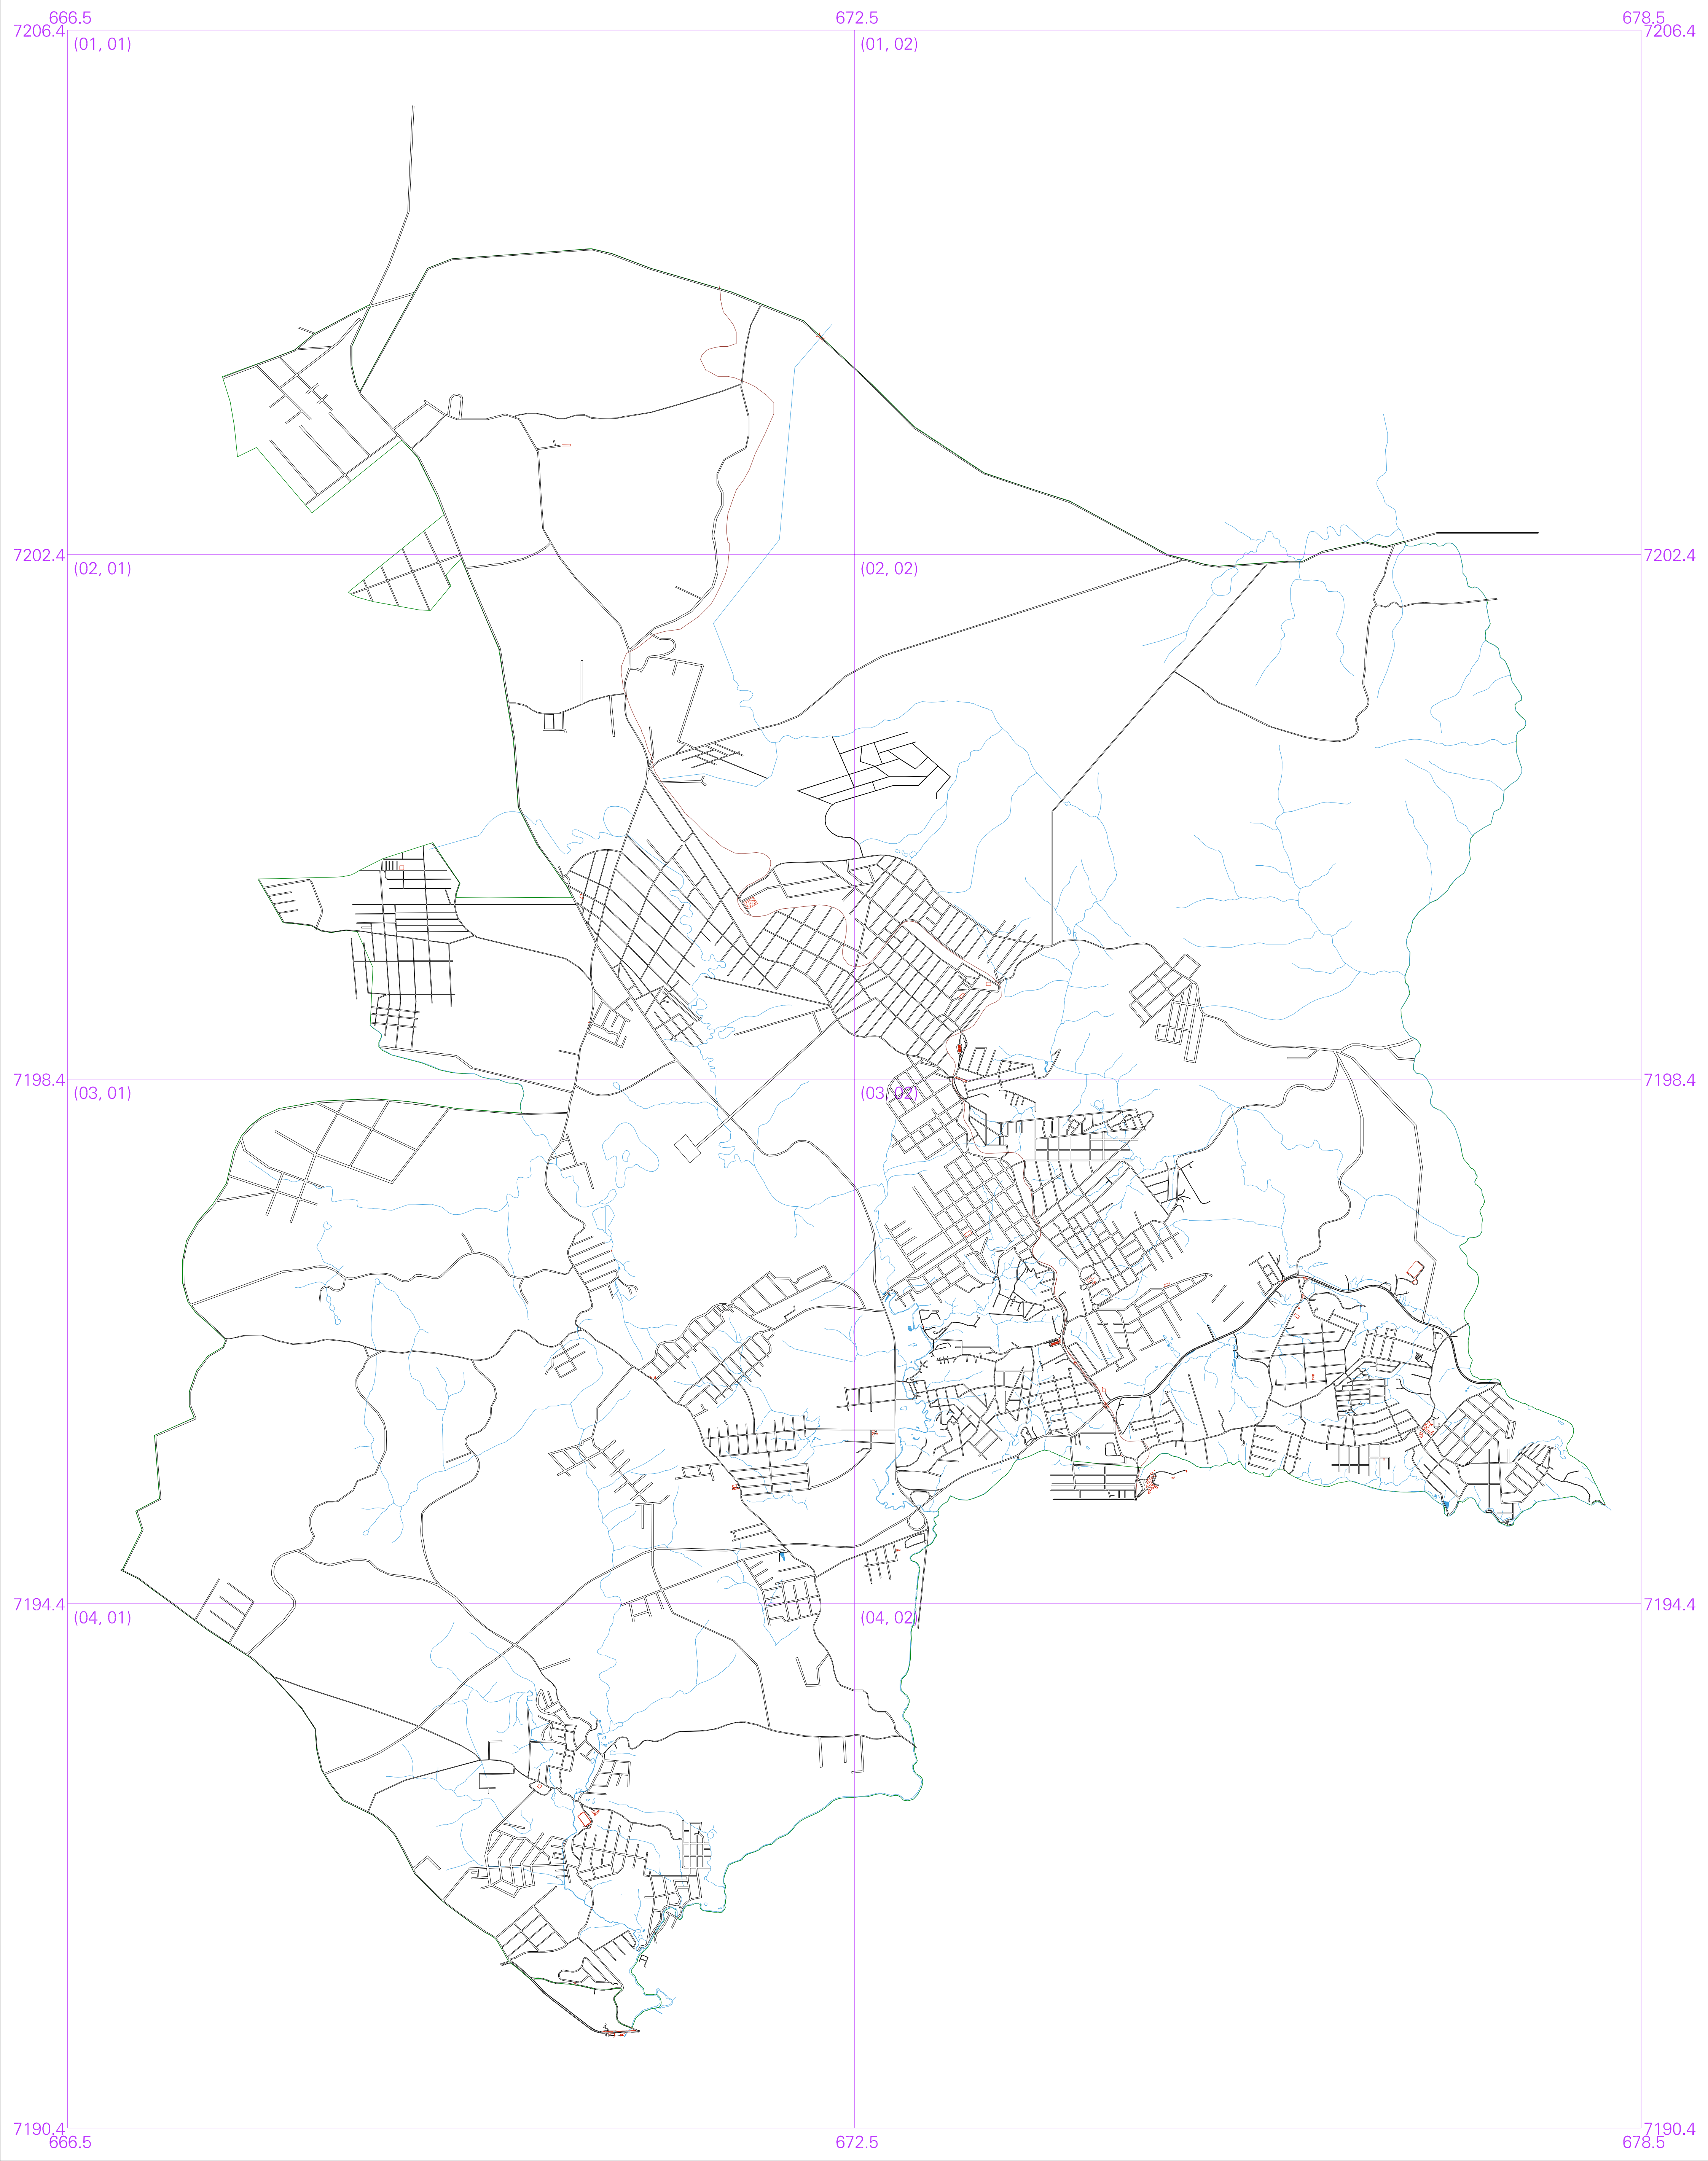 666.5 672.5 678.5
7206.4 7206.4
(01, 01) (01, 02)
7202.4 7202.4
(02, 01) (02, 02)
7198.4 7198.4
(03, 01) (03, 02)
7194.4 7194.4
(04, 01) (04, 02)
7190.4 7190.4
666.5 672.5 678.5